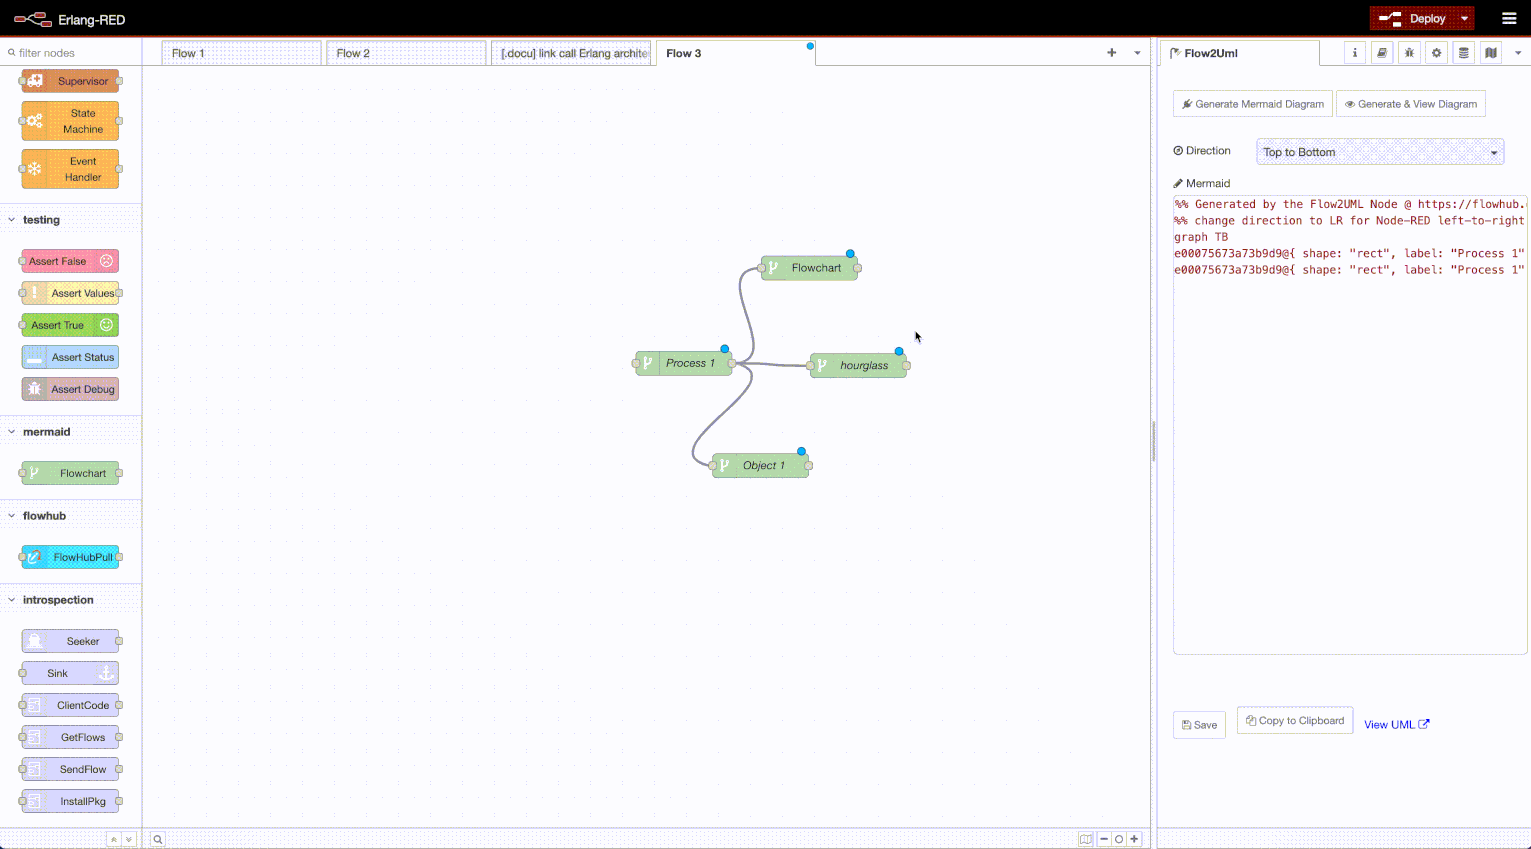 Erlang-RED
Deploy
filter nodes
Flow 1
Flow 2
[.docu] link call Erlang archite
Flow 3
Flow2Uml
Supervisor
State
Machine
Event
Handler
testing
Assert False
Assert Values
Assert True
Assert Status
Assert Debug
mermaid
Flowchart
flowhub
FlowHubPull
introspection
Seeker
Sink
ClientCode
GetFlows
SendFlow
InstallPkg
Flowchart
Process 1
hourglass
Object 1
Generate Mermaid Diagram
Generate & View Diagram
Direction
Top to Bottom
Mermaid
%% Generated by the Flow2UML Node @ https://flowhub.
%% change direction to LR for Node-RED left-to-right
graph TB
e00075673a73b9d9@{ shape: "rect", label: "Process 1"
e00075673a73b9d9@{ shape: "rect", label: "Process 1"
Save
Copy to Clipboard
View UML